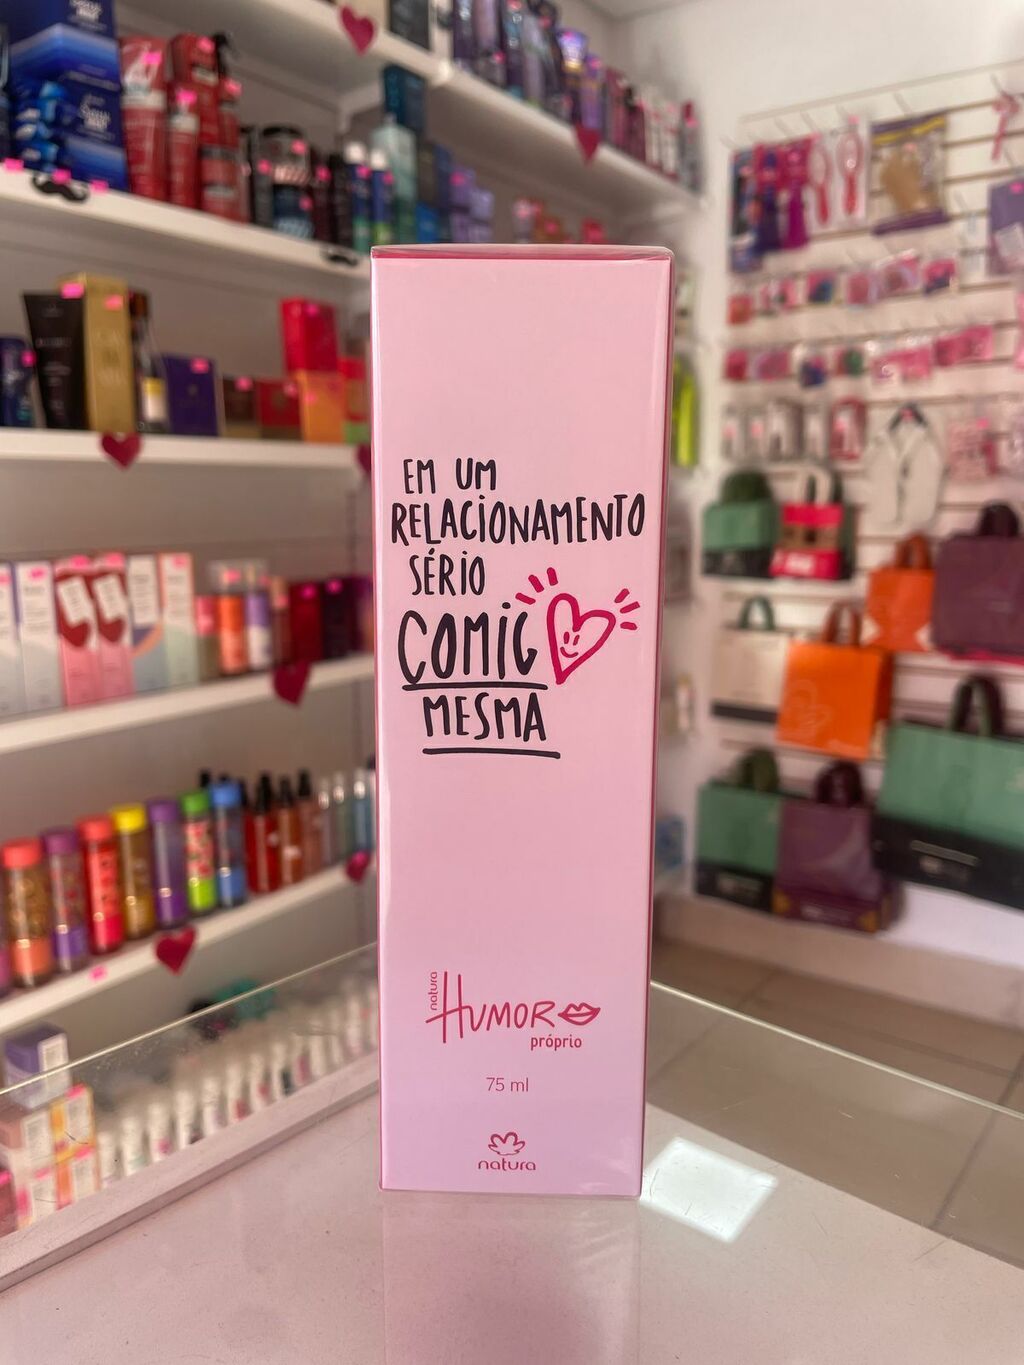 EM UM
RELACIONAMENTO
SÉRIO
COMIG
MESMA
natura
HUMOR
próprio
75 ml
natura